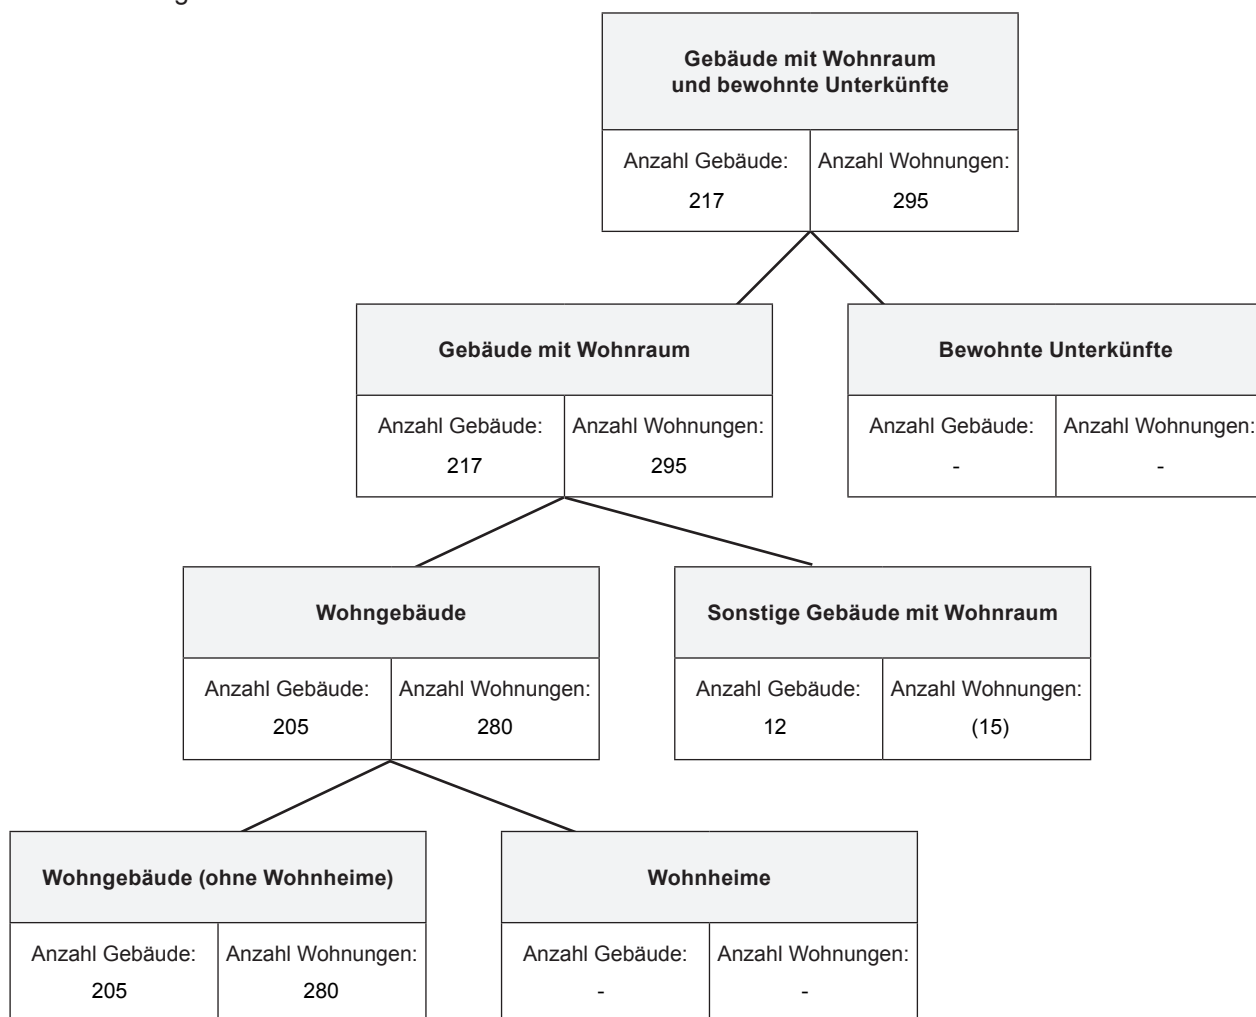 Gebäude mit Wohnraum
und bewohnte Unterkünfte
Anzahl Gebäude: Anzahl Wohnungen:
217 295
Gebäude mit Wohnraum
Anzahl Gebäude: Anzahl Wohnungen:
217 295
Bewohnte Unterkünfte
Anzahl Gebäude: Anzahl Wohnungen:
- -
Wohngebäude
Anzahl Gebäude: Anzahl Wohnungen:
205 280
Sonstige Gebäude mit Wohnraum
Anzahl Gebäude: Anzahl Wohnungen:
12 (15)
Wohngebäude (ohne Wohnheime)
Anzahl Gebäude: Anzahl Wohnungen:
205 280
Wohnheime
Anzahl Gebäude: Anzahl Wohnungen:
- -